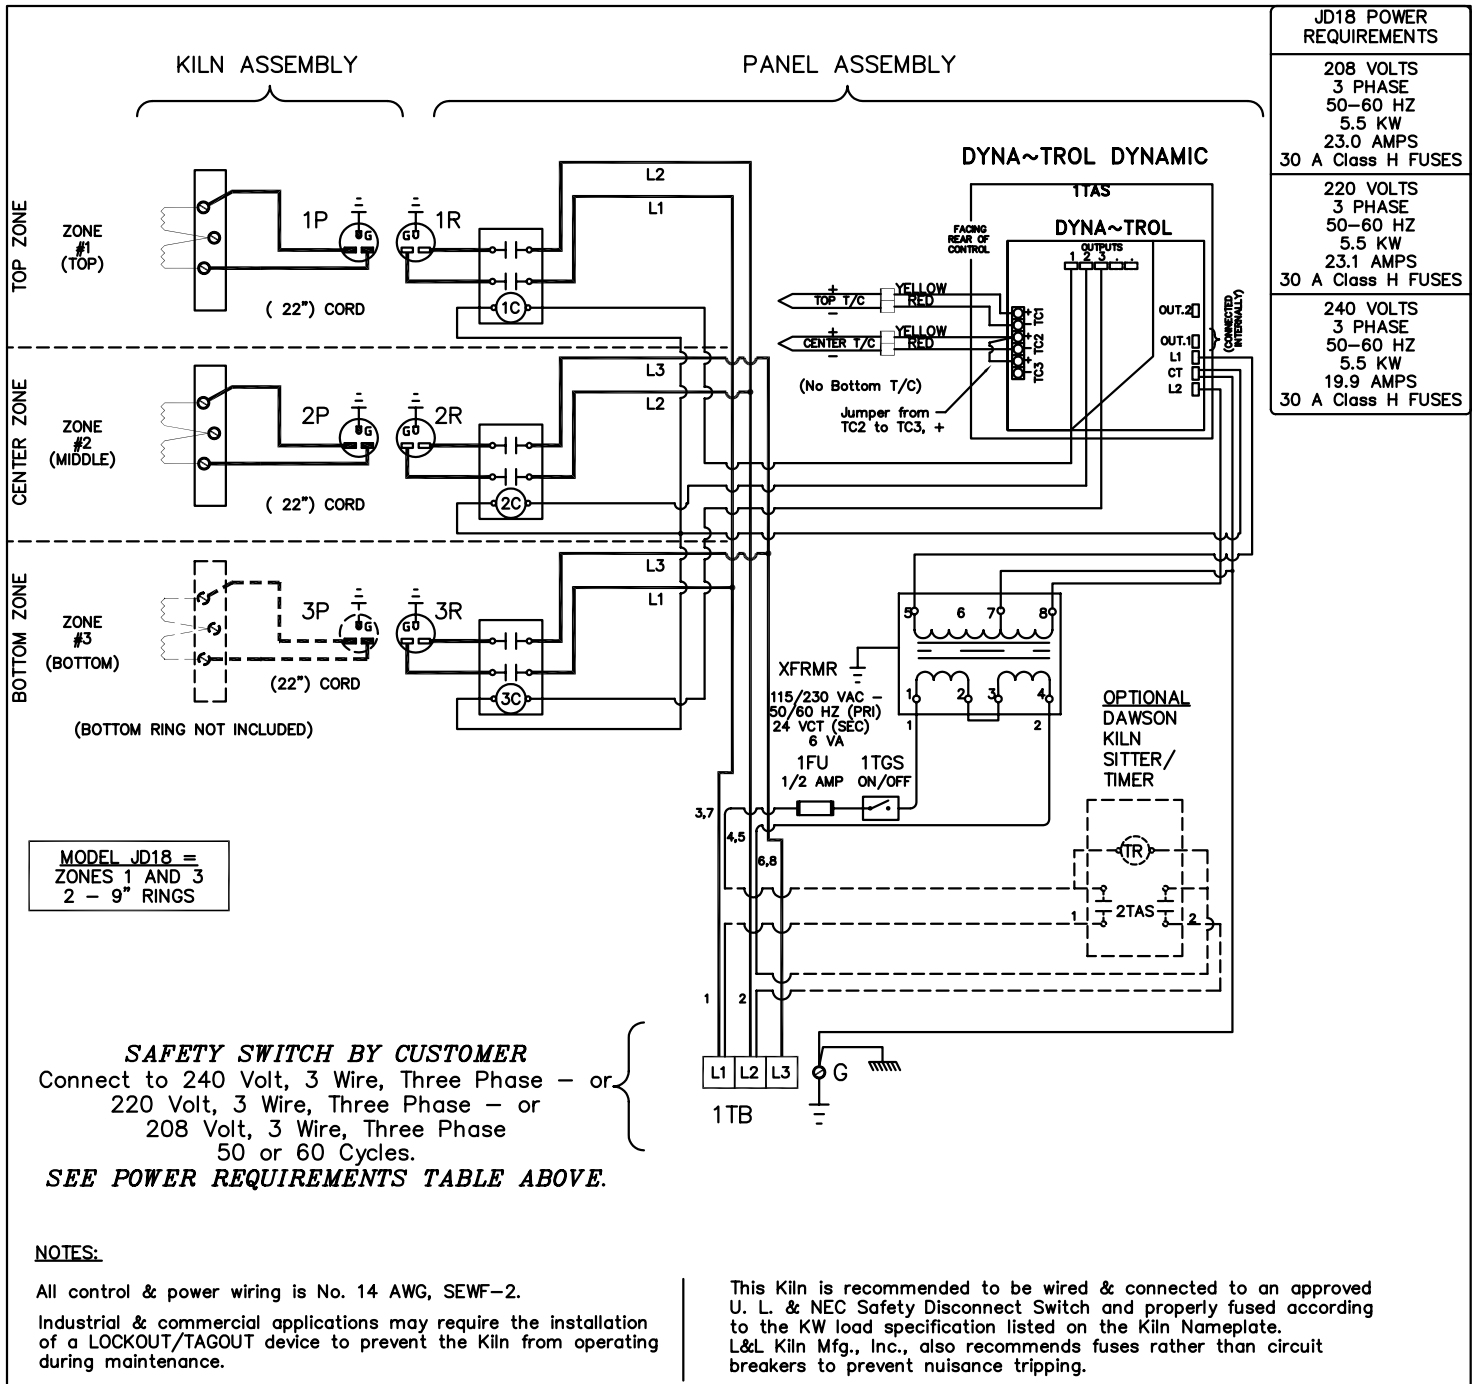 JD18 POWER
REQUIREMENTS
208 VOLTS
3 PHASE
50-60 HZ
5.5 KW
23.0 AMPS
30 A Class H FUSES
220 VOLTS
3 PHASE
50-60 HZ
5.5 KW
23.1 AMPS
30 A Class H FUSES
240 VOLTS
3 PHASE
50-60 HZ
5.5 KW
19.9 AMPS
30 A Class H FUSES
KILN ASSEMBLY
PANEL ASSEMBLY
TOP ZONE
ZONE
#1
(TOP)
( 22") CORD
1P
G
G
1R
1C
L2
L1
DYNA~TROL DYNAMIC
1TAS
FACING
REAR OF
CONTROL
DYNA~TROL
OUTPUTS
1 2 3 . .
+
TOP T/C
-
YELLOW
RED
+
CENTER T/C
-
YELLOW
RED
+
TC1
-
+
TC2
-
+
TC3
-
OUT.2
OUT.1
(CONNECTED
INTERNALLY)
L1
CT
L2
(No Bottom T/C)
Jumper from
TC2 to TC3, +
CENTER ZONE
ZONE
#2
(MIDDLE)
( 22") CORD
2P
G
G
2R
2C
L3
L2
BOTTOM ZONE
ZONE
#3
(BOTTOM)
(22") CORD
3P
G
G
3R
3C
L3
L1
(BOTTOM RING NOT INCLUDED)
5 6 7 8
1 2 3 4
1 2
XFRMR
115/230 VAC -
50/60 HZ (PRI)
24 VCT (SEC)
6 VA
1FU
1/2 AMP
1TGS
ON/OFF
OPTIONAL
DAWSON
KILN
SITTER/
TIMER
TR
1
2TAS
2
3,7
4,5
6,8
MODEL JD18 =
ZONES 1 AND 3
2 - 9" RINGS
1
2
L1 L2 L3
1TB
G
SAFETY SWITCH BY CUSTOMER
Connect to 240 Volt, 3 Wire, Three Phase - or
220 Volt, 3 Wire, Three Phase - or
208 Volt, 3 Wire, Three Phase
50 or 60 Cycles.
SEE POWER REQUIREMENTS TABLE ABOVE.
NOTES:
All control & power wiring is No. 14 AWG, SEWF-2.
Industrial & commercial applications may require the installation
of a LOCKOUT/TAGOUT device to prevent the Kiln from operating
during maintenance.
This Kiln is recommended to be wired & connected to an approved
U. L. & NEC Safety Disconnect Switch and properly fused according
to the KW load specification listed on the Kiln Nameplate.
L&L Kiln Mfg., Inc., also recommends fuses rather than circuit
breakers to prevent nuisance tripping.